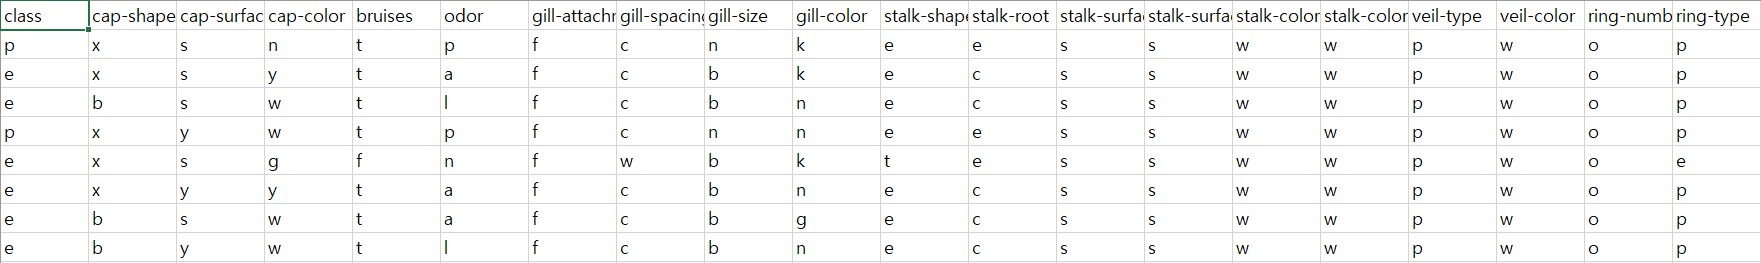 class cap-shape cap-surfac cap-color bruises odor gill-attachr gill-spacing gill-size gill-color stalk-shape stalk-root stalk-surfa stalk-surfa stalk-color stalk-color veil-type veil-color ring-numb ring-type
p x s n t p f c n k e e s s w w p w o p
e x s y t a f c b k e c s s w w p w o p
e b s w t l f c b n e c s s w w p w o p
p x y w t p f c n n e e s s w w p w o p
e x s g f n f w b k t e s s w w p w o e
e x y y t a f c b n e c s s w w p w o p
e b s w t a f c b g e c s s w w p w o p
e b y w t l f c b n e c s s w w p w o p